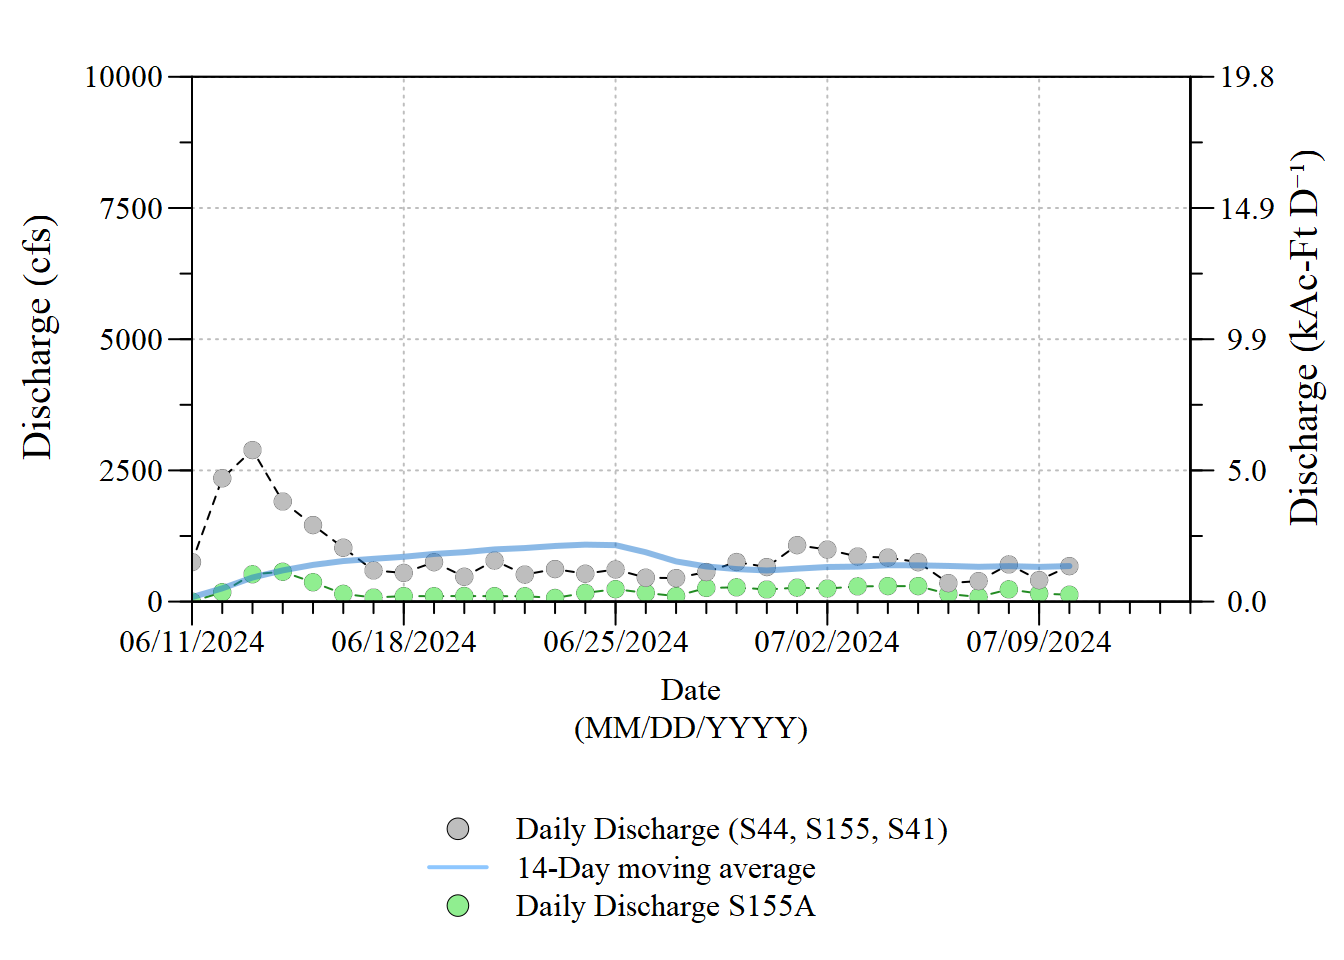 10000
7500
5000
2500
0
Discharge (cfs)
19.8
14.9
9.9
5.0
0.0
Discharge (kAc-Ft D⁻¹)
06/11/2024 06/18/2024 06/25/2024 07/02/2024 07/09/2024
Date
(MM/DD/YYYY)
Daily Discharge (S44, S155, S41)
14-Day moving average
Daily Discharge S155A